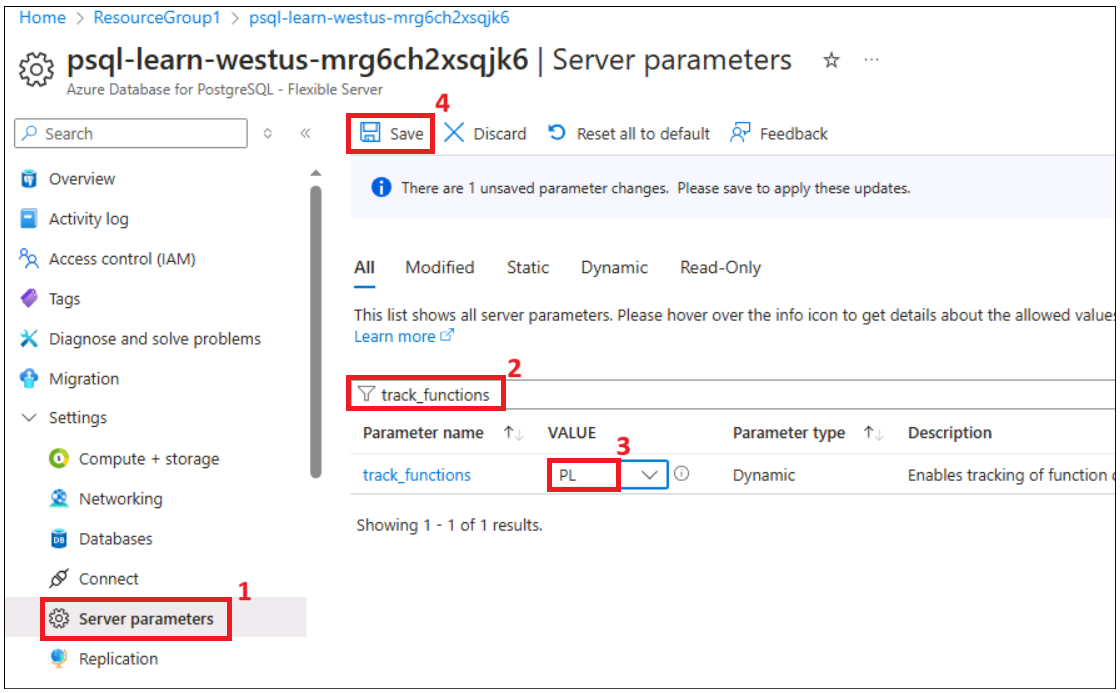 Home > ResourceGroup1 > psql-learn-westus-mrg6ch2xsqjk6
psql-learn-westus-mrg6ch2xsqjk6 | Server parameters
Azure Database for PostgreSQL - Flexible Server
Search
Overview
Activity log
Access control (IAM)
Tags
Diagnose and solve problems
Migration
Settings
Compute + storage
Networking
Databases
Connect
1
Server parameters
Replication
4
Save Discard Reset all to default Feedback
There are 1 unsaved parameter changes. Please save to apply these updates.
All Modified Static Dynamic Read-Only
This list shows all server parameters. Please hover over the info icon to get details about the allowed values
Learn more
2
track_functions
Parameter name VALUE Parameter type Description
3
track_functions PL Dynamic Enables tracking of function
Showing 1 - 1 of 1 results.